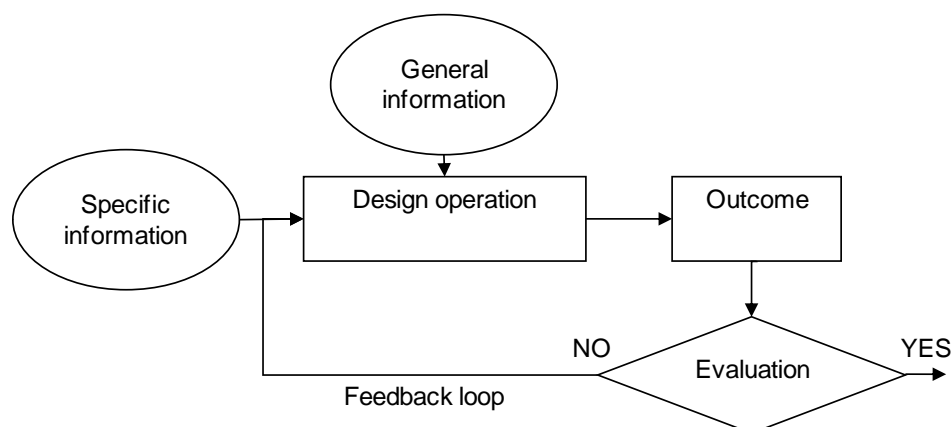 General
information
Specific
information
Design operation
Outcome
NO
YES
Evaluation
Feedback loop